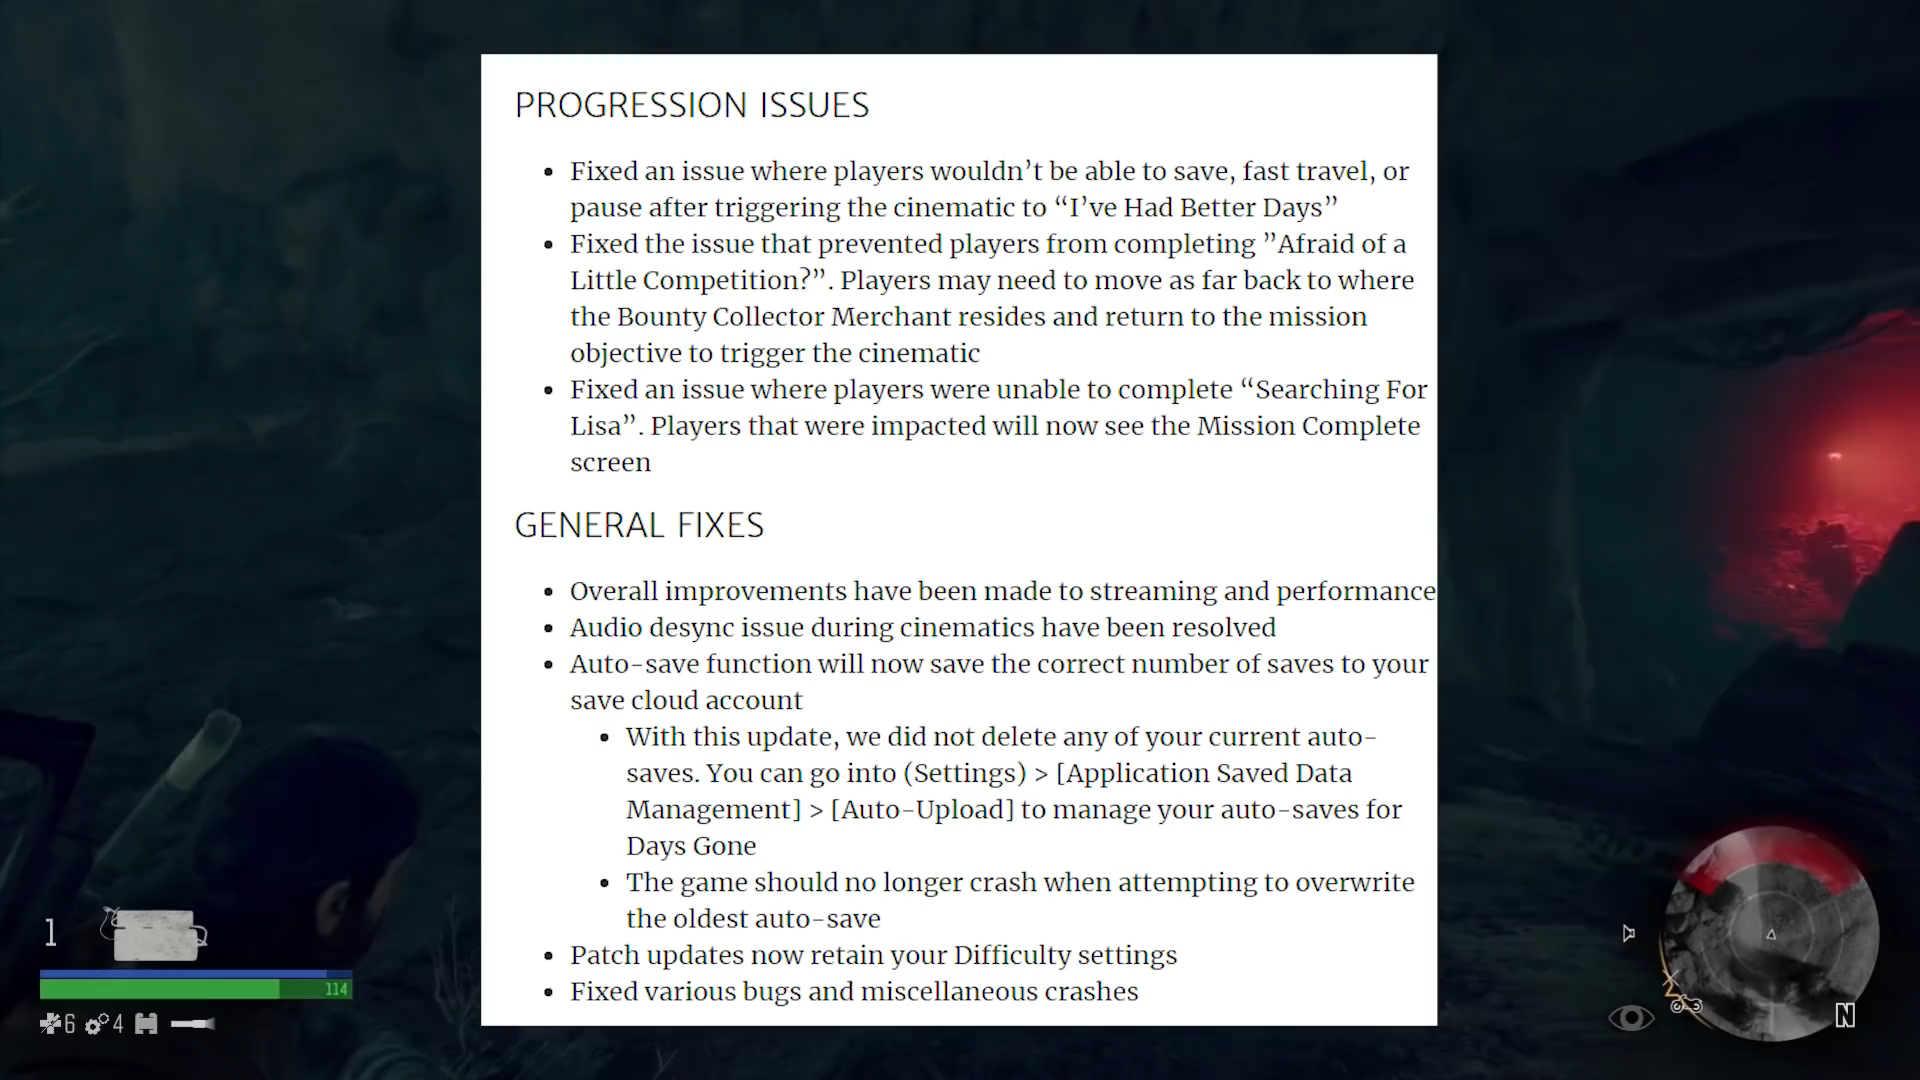 PROGRESSION ISSUES
• Fixed an issue where players wouldn’t be able to save, fast travel, or
pause after triggering the cinematic to “I’ve Had Better Days”
• Fixed the issue that prevented players from completing ”Afraid of a
Little Competition?”. Players may need to move as far back to where
the Bounty Collector Merchant resides and return to the mission
objective to trigger the cinematic
• Fixed an issue where players were unable to complete “Searching For
Lisa”. Players that were impacted will now see the Mission Complete
screen
GENERAL FIXES
• Overall improvements have been made to streaming and performance
• Audio desync issue during cinematics have been resolved
• Auto-save function will now save the correct number of saves to your
save cloud account
• With this update, we did not delete any of your current auto-
saves. You can go into (Settings) > [Application Saved Data
Management] > [Auto-Upload] to manage your auto-saves for
Days Gone
• The game should no longer crash when attempting to overwrite
the oldest auto-save
• Patch updates now retain your Difficulty settings
• Fixed various bugs and miscellaneous crashes
1
114
6 4
N